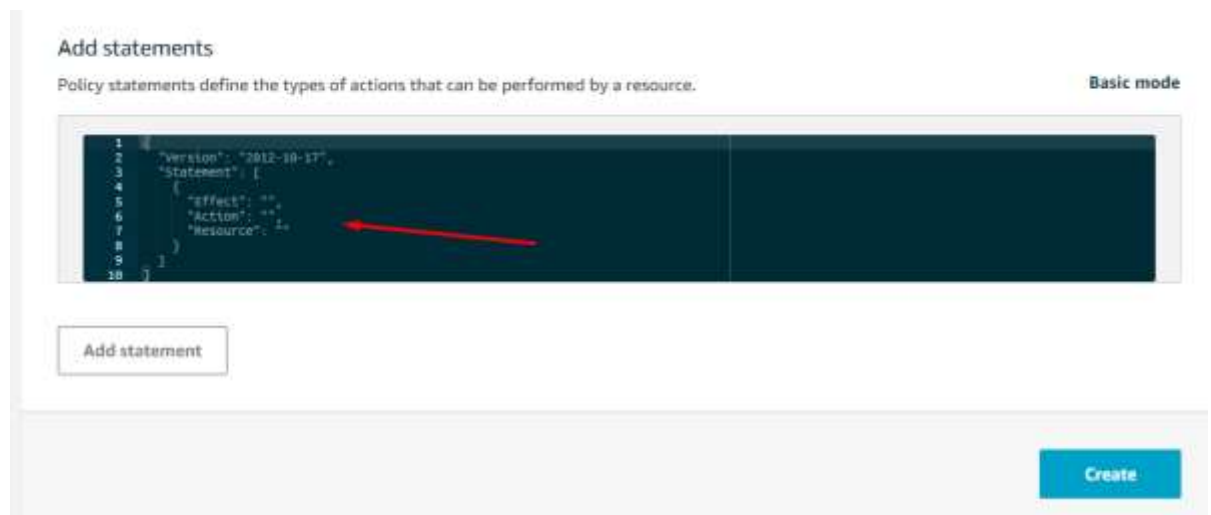 Add statements
Policy statements define the types of actions that can be performed by a resource.
Basic mode
1 {
2 "Version": "2012-10-17",
3 "Statement": [
4 {
5 "Effect": "",
6 "Action": "",
7 "Resource": ""
8 }
9 ]
10 }
Add statement
Create